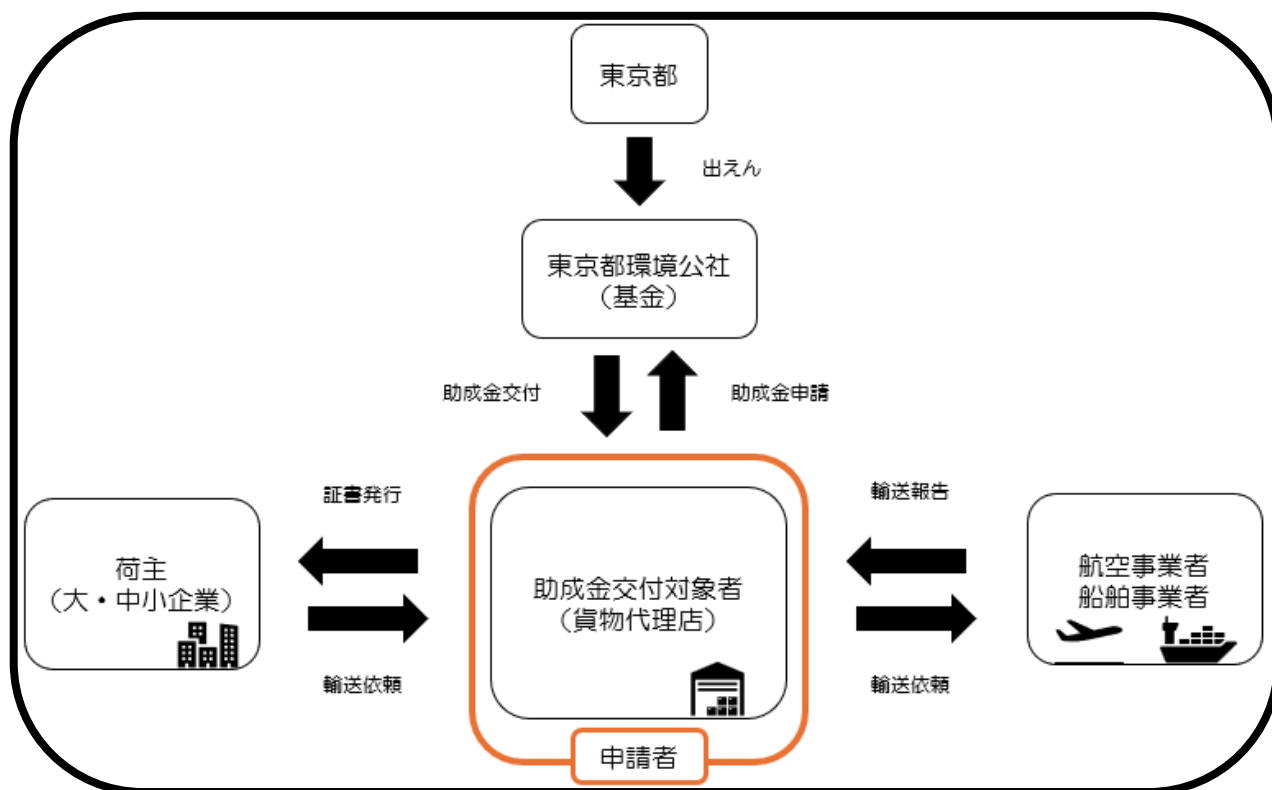 東京都
出えん
東京都環境公社
（基金）
助成金交付
助成金申請
証書発行
輸送報告
荷主
（大・中小企業）
助成金交付対象者
（貨物代理店）
航空事業者
船舶事業者
輸送依頼
輸送依頼
申請者